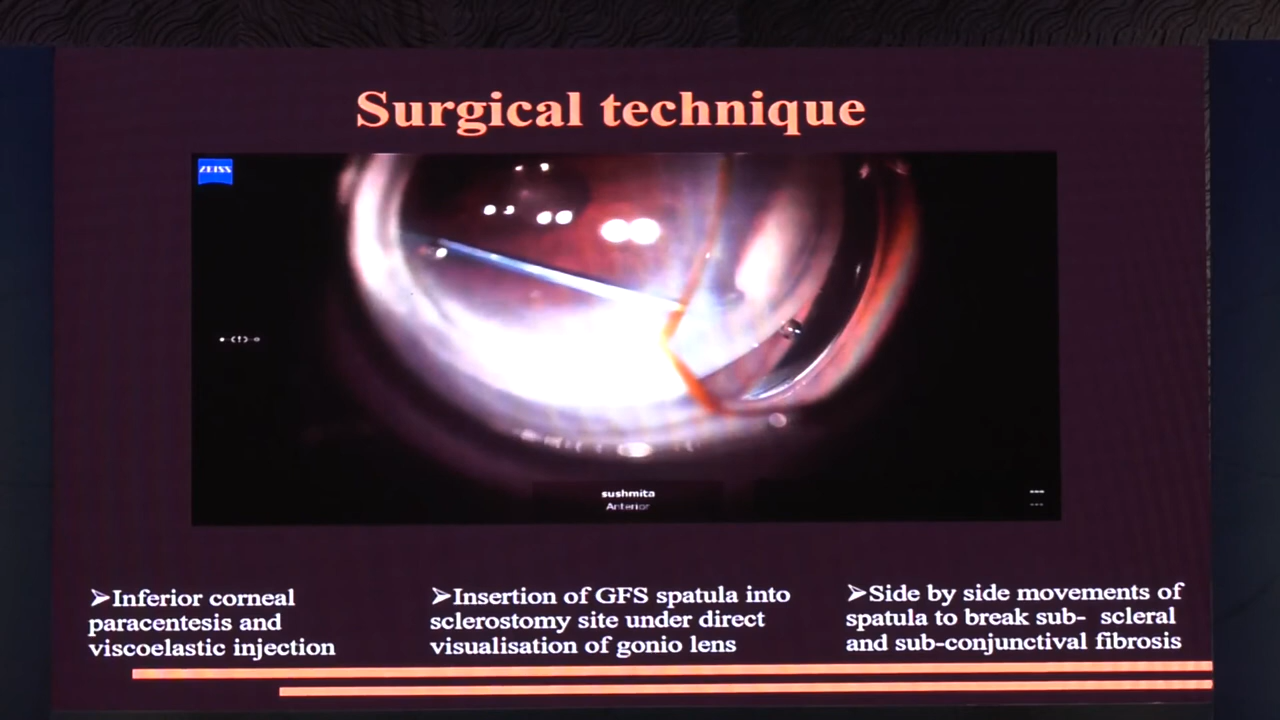 Surgical technique
ZEISS
sushmita
Anterior
➢Inferior corneal
paracentesis and
viscoelastic injection
➢Insertion of GFS spatula into
sclerostomy site under direct
visualisation of gonio lens
➢Side by side movements of
spatula to break sub- scleral
and sub-conjunctival fibrosis